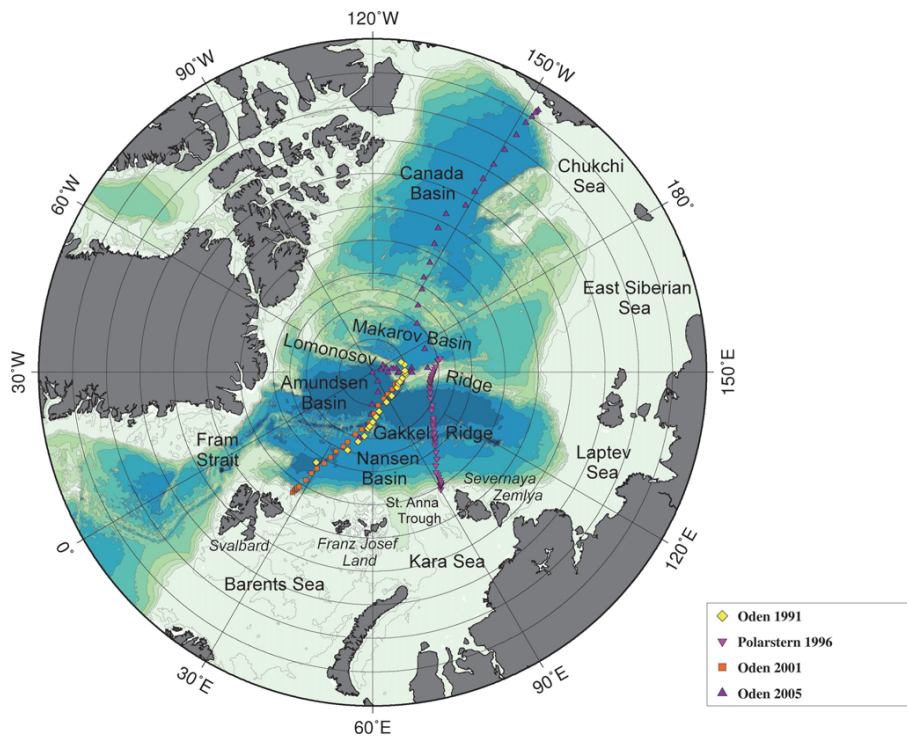 120˚W
90˚W
150˚W
Chukchi
Sea
Canada
Basin
60˚W
180˚
East Siberian
Sea
Makarov Basin
Lomonosov
30˚W
150˚E
Ridge
Amundsen
Basin
Gakkel Ridge
Fram
Strait
Nansen
Basin
Laptev
Sea
Severnaya
Zemlya
St. Anna
Trough
Svalbard
Franz Josef
Land
Kara Sea
0˚
120˚E
Barents Sea
30˚E
90˚E
60˚E
Oden 1991
Polarstern 1996
Oden 2001
Oden 2005